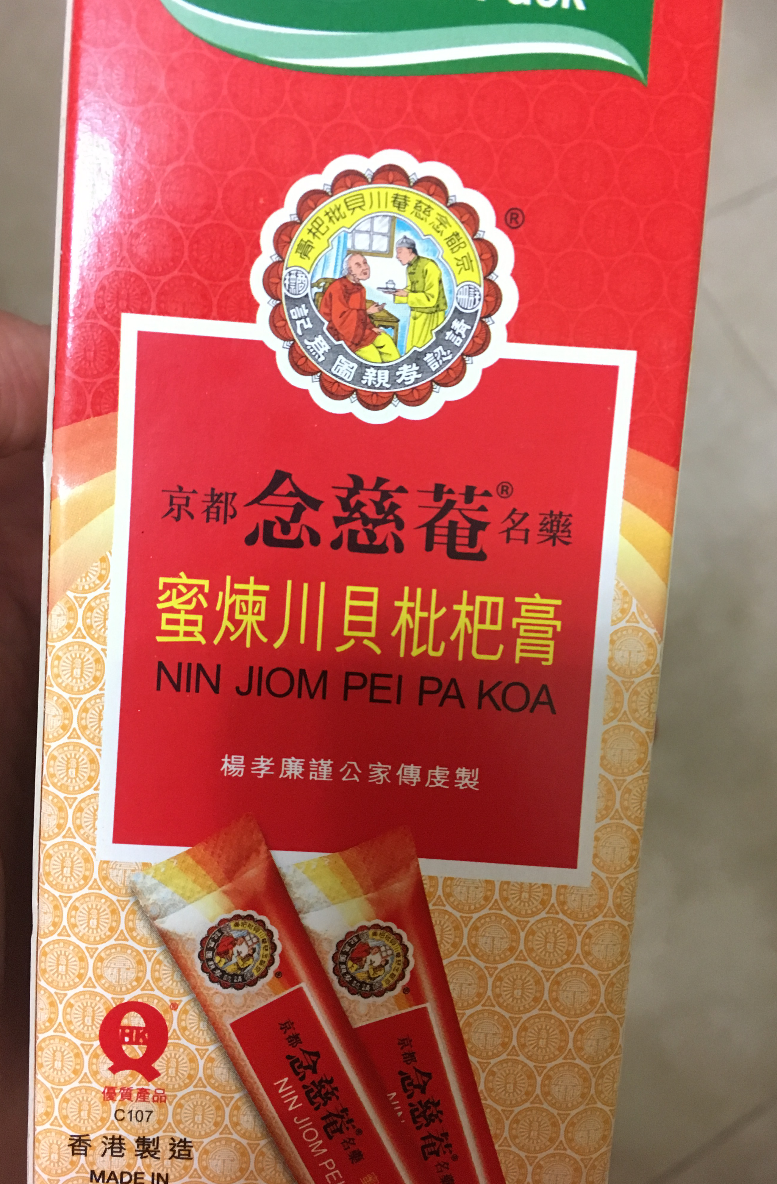 京都念慈菴川貝枇杷膏
®
請認孝親圖為記
京都念慈菴®名藥
蜜煉川貝枇杷膏
NIN JIOM PEI PA KOA
楊孝廉謹公家傳虔製
京都念慈菴名藥
NIN JIOM PEI
京都念慈菴名
NIN
HK
優質產品
C107
香港製造
MADE IN